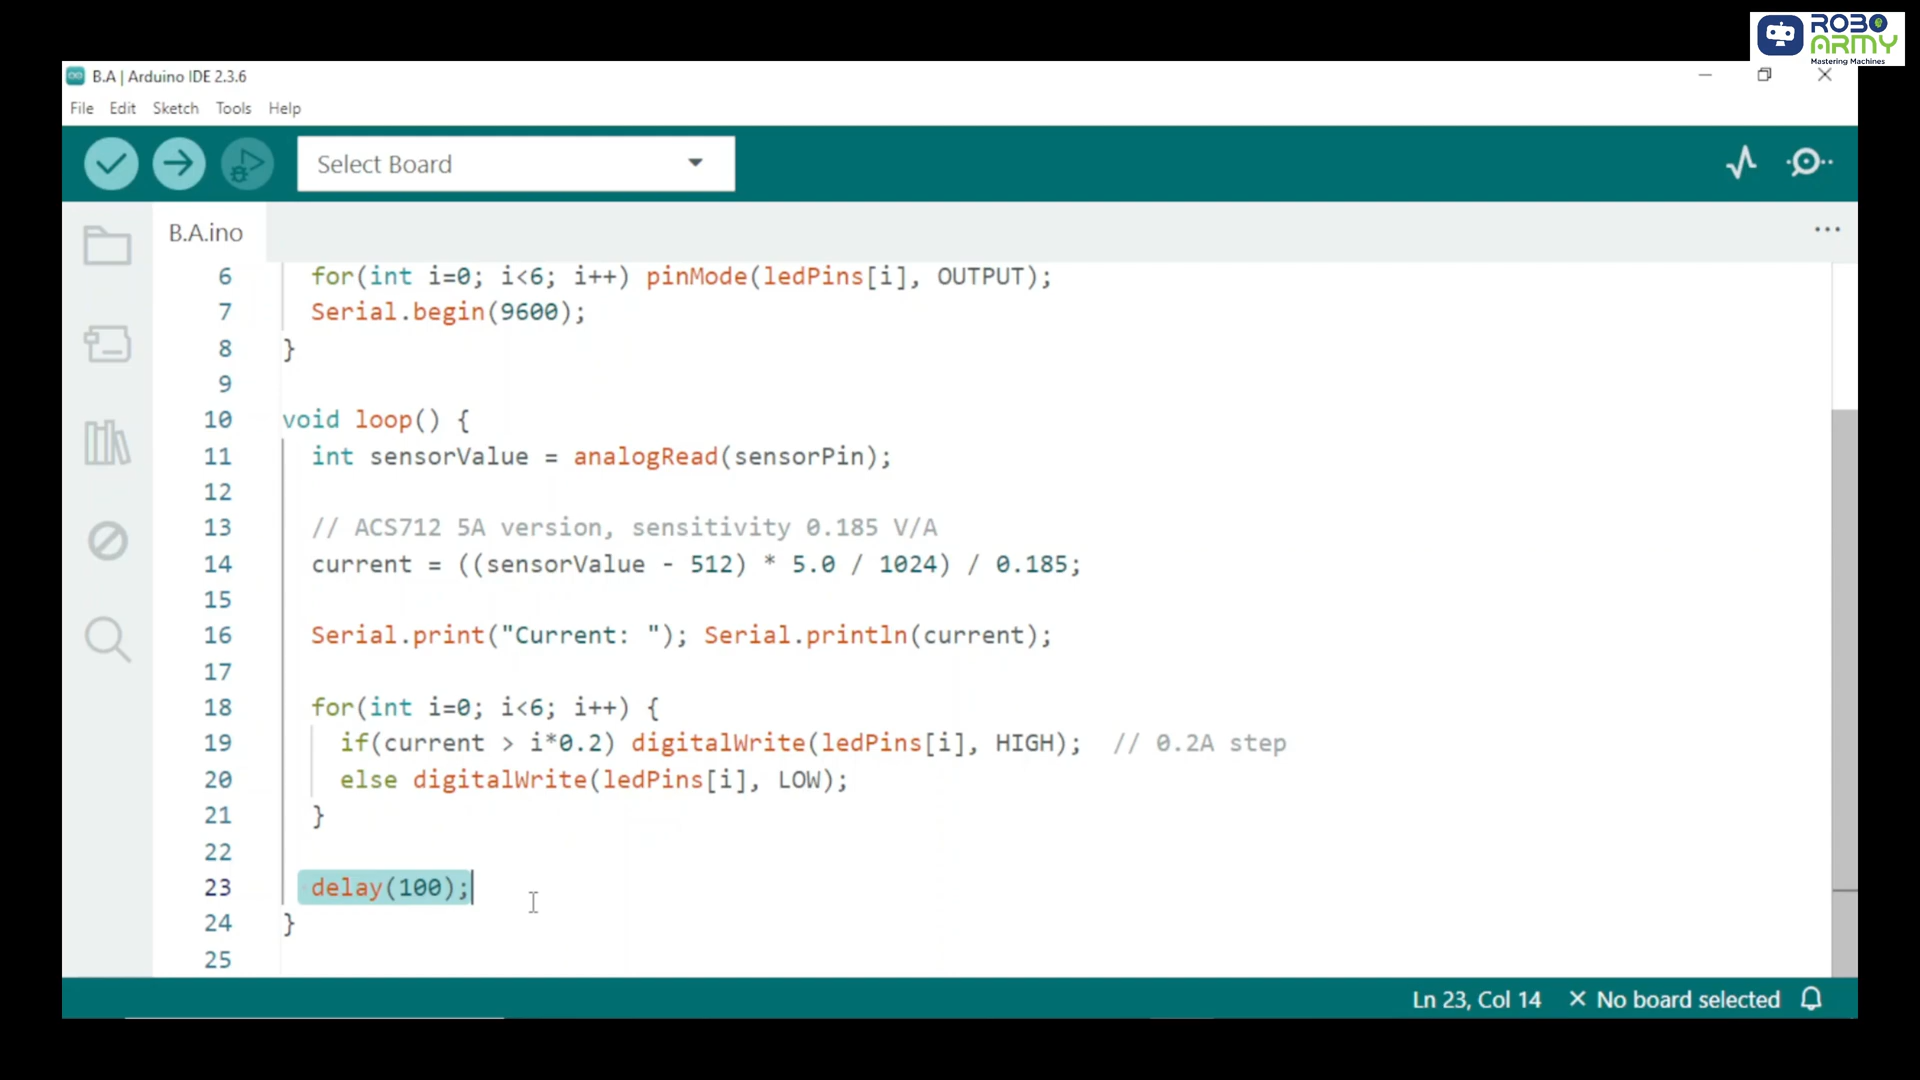 ROBO
ARMY
Mastering Machines
B.A | Arduino IDE 2.3.6
File Edit Sketch Tools Help
Select Board
B.A.ino
6 for(int i=0; i<6; i++) pinMode(ledPins[i], OUTPUT);
7 Serial.begin(9600);
8 }
9
10 void loop() {
11 int sensorValue = analogRead(sensorPin);
12
13 // ACS712 5A version, sensitivity 0.185 V/A
14 current = ((sensorValue - 512) * 5.0 / 1024) / 0.185;
15
16 Serial.print("Current: "); Serial.println(current);
17
18 for(int i=0; i<6; i++) {
19 if(current > i*0.2) digitalWrite(ledPins[i], HIGH); // 0.2A step
20 else digitalWrite(ledPins[i], LOW);
21 }
22
23 delay(100);
24 }
25
Ln 23, Col 14 × No board selected